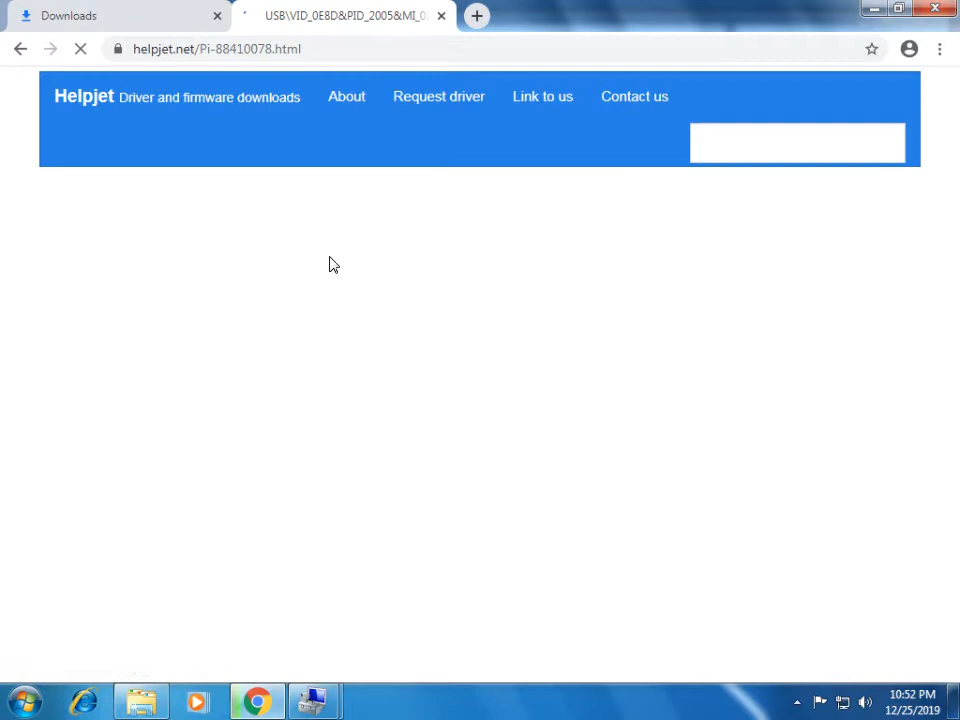 Downloads
USB\VID_0E8D&PID_2005&MI_0
helpjet.net/Pi-88410078.html
Helpjet Driver and firmware downloads About Request driver Link to us Contact us
10:52 PM
12/25/2019